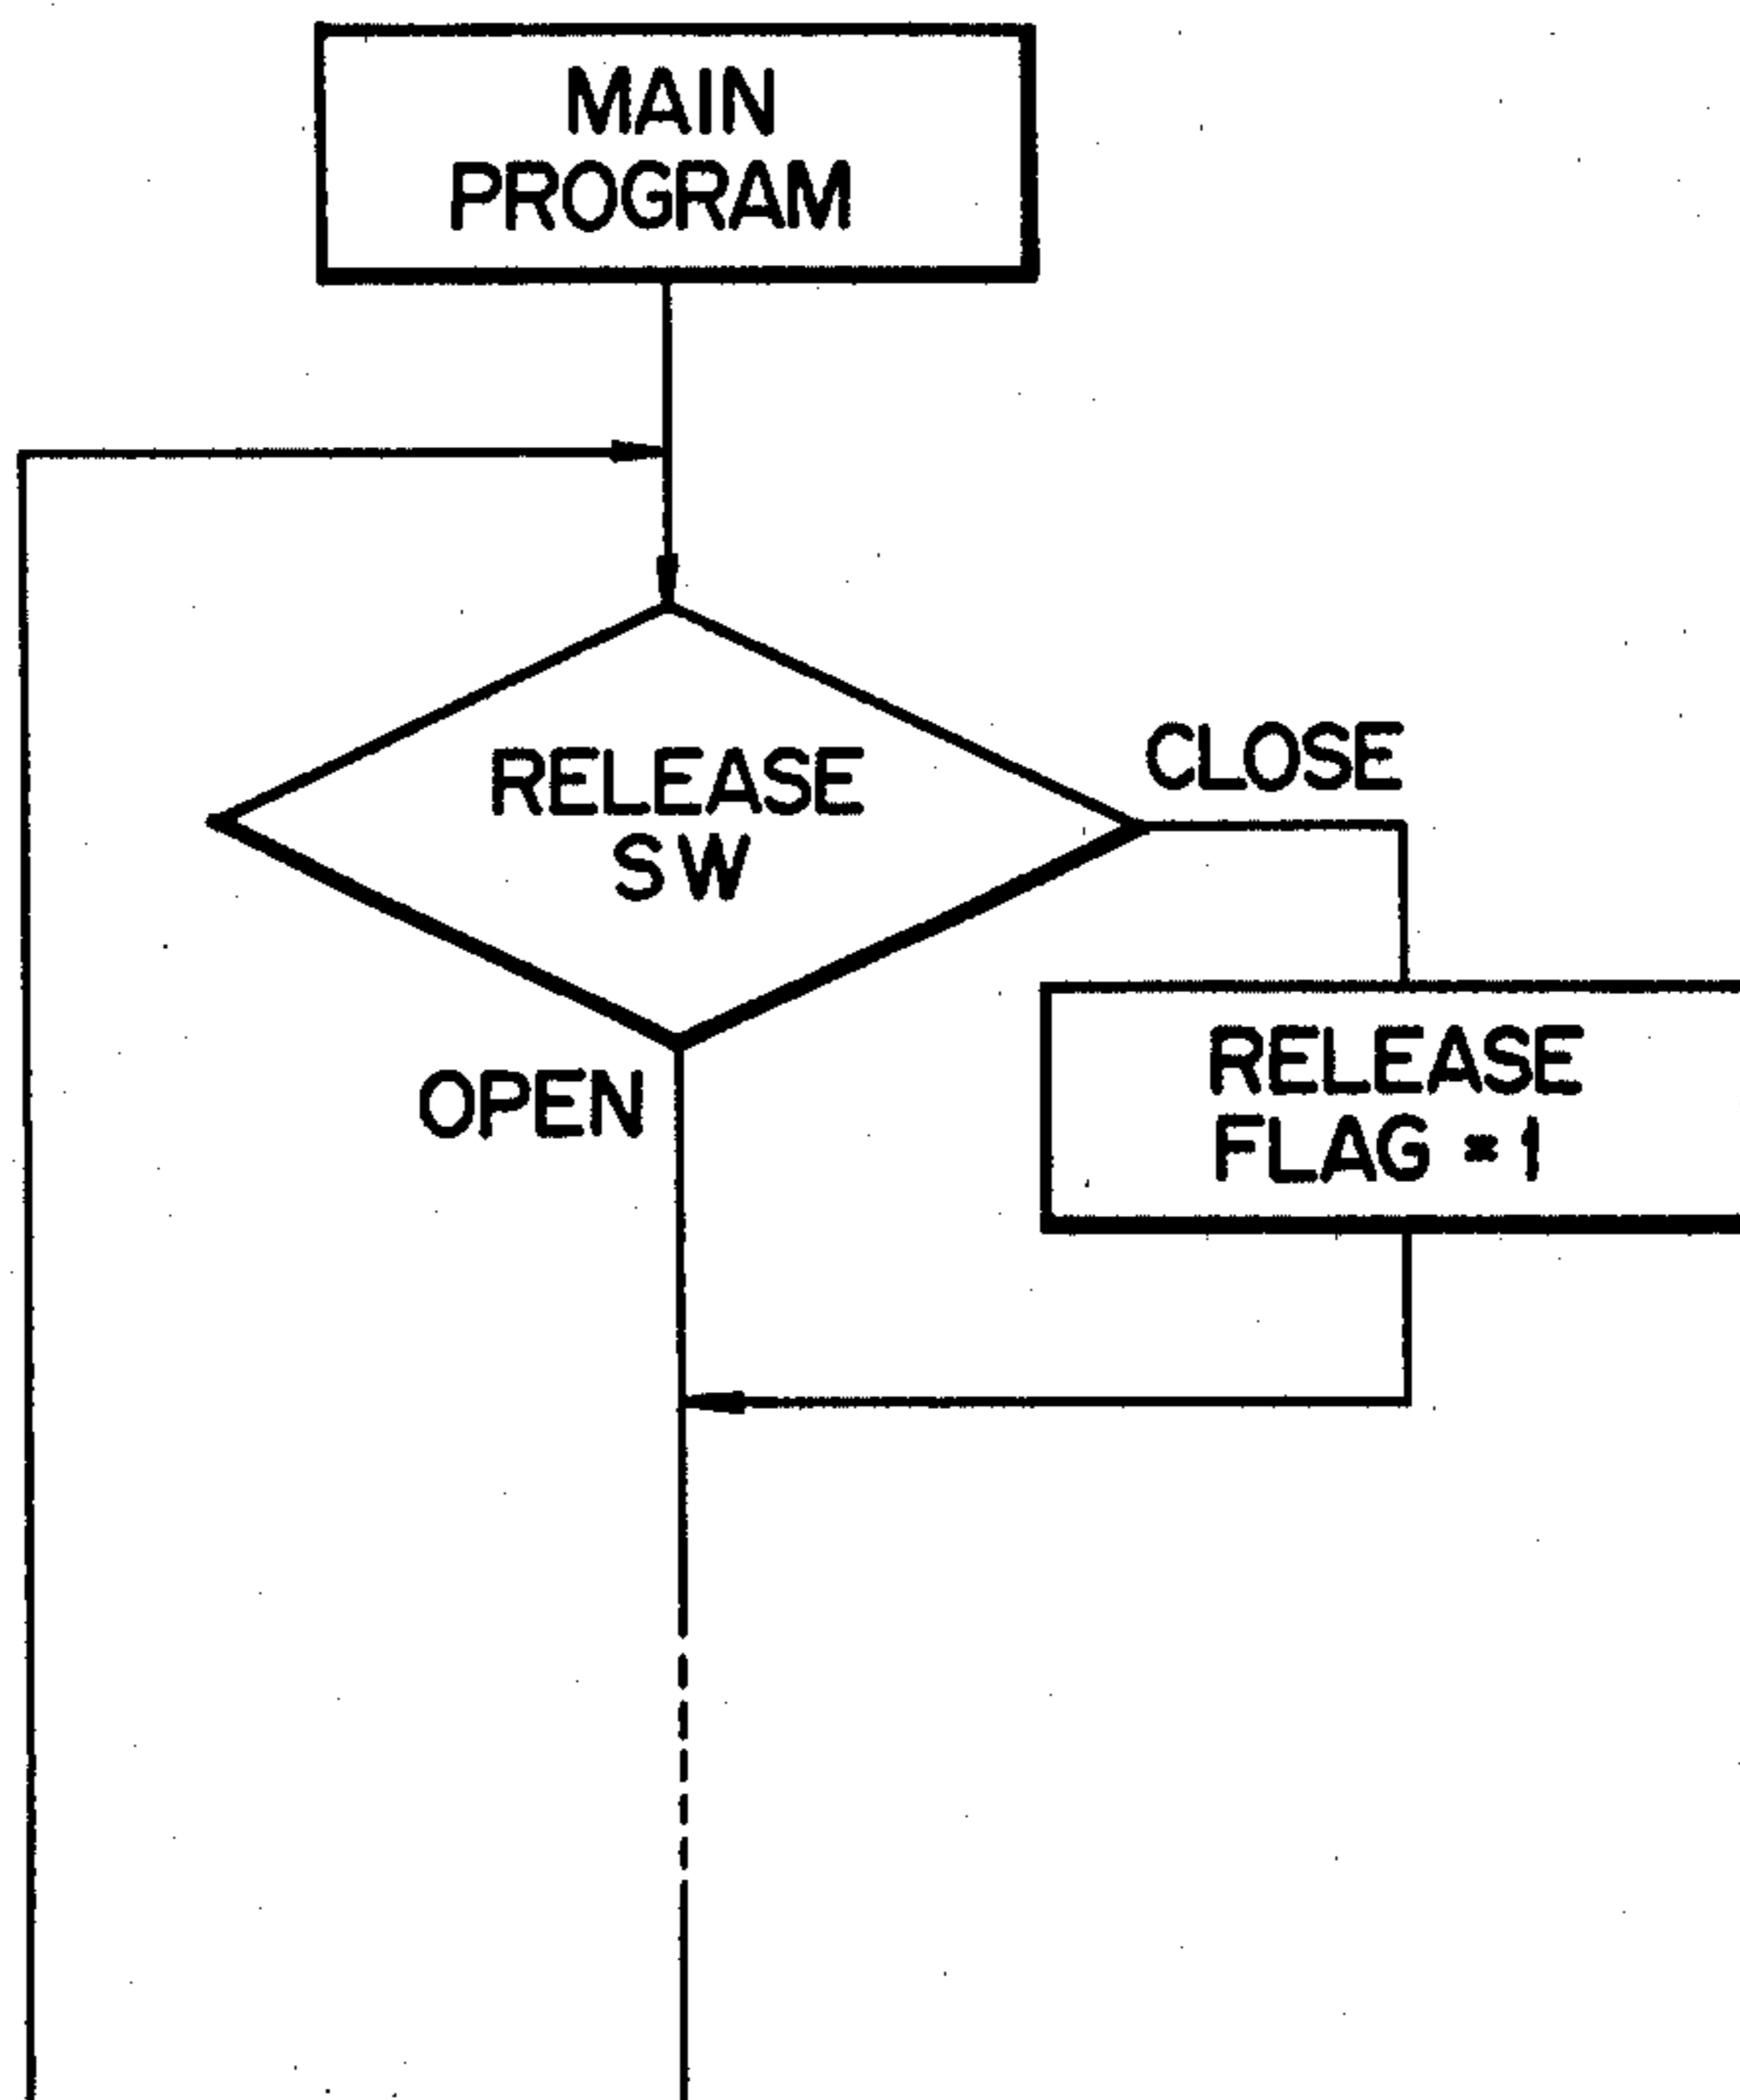 MAIN
PROGRAM
RELEASE
SW
CLOSE
OPEN
RELEASE
FLAG = 1